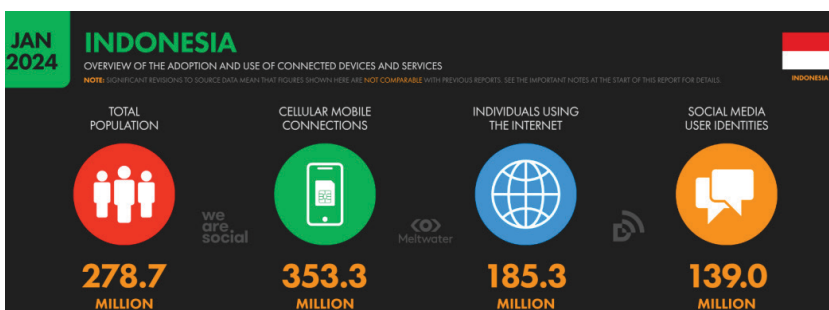 JAN
2024
INDONESIA
OVERVIEW OF THE ADOPTION AND USE OF CONNECTED DEVICES AND SERVICES
NOTE: SIGNIFICANT REVISIONS TO SOURCE DATA MEAN THAT FIGURES SHOWN HERE ARE NOT COMPARABLE WITH PREVIOUS REPORTS. SEE THE IMPORTANT NOTES AT THE START OF THIS REPORT FOR DETAILS.
INDONESIA
TOTAL
POPULATION
CELLULAR MOBILE
CONNECTIONS
INDIVIDUALS USING
THE INTERNET
SOCIAL MEDIA
USER IDENTITIES
we
are
social
Meltwater
278.7
MILLION
353.3
MILLION
185.3
MILLION
139.0
MILLION